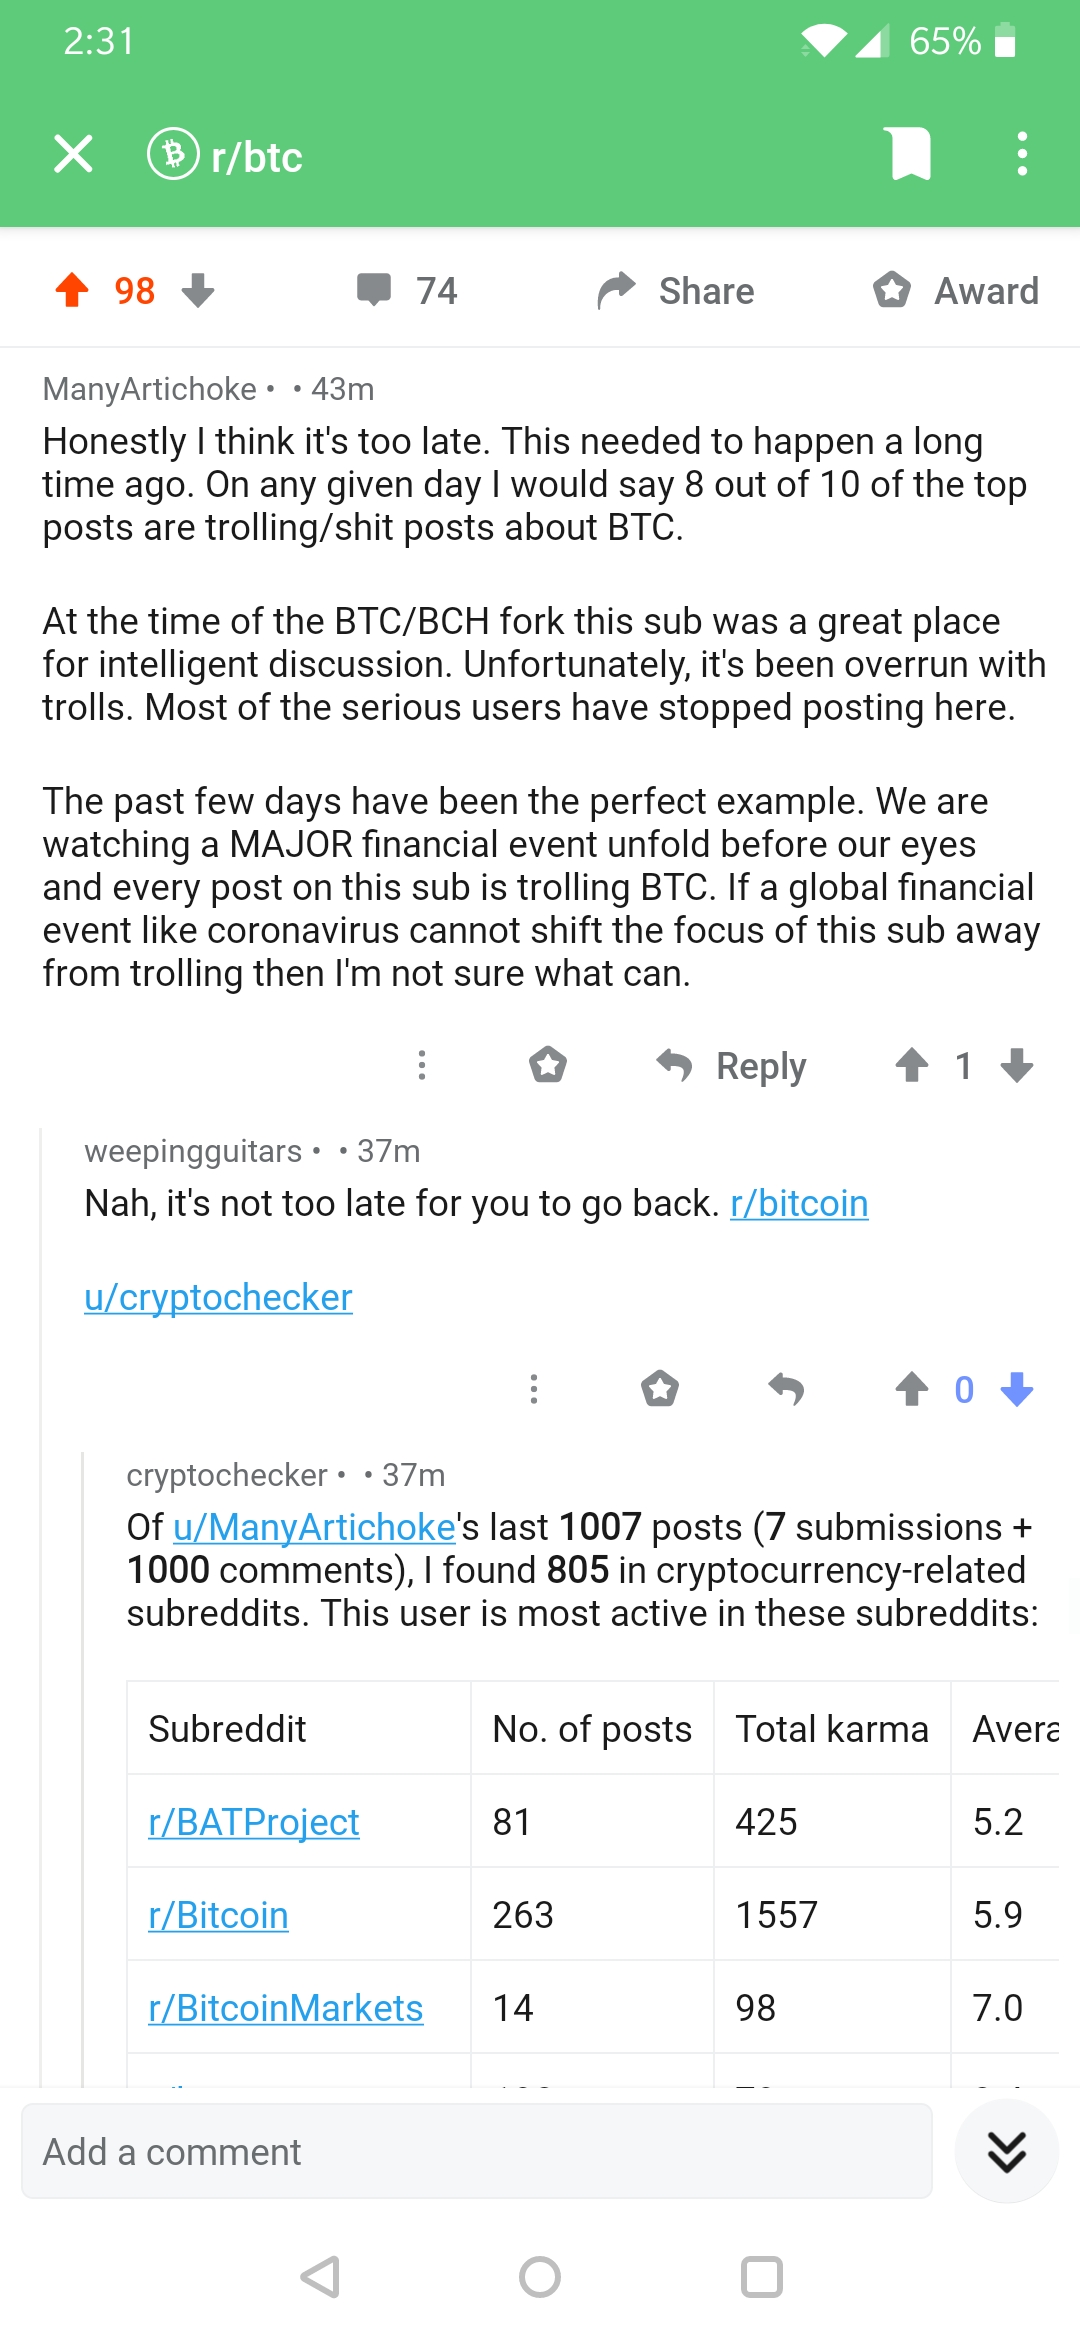 2:31
65%
r/btc
98
74
Share
Award
ManyArtichoke • • 43m
Honestly I think it's too late. This needed to happen a long
time ago. On any given day I would say 8 out of 10 of the top
posts are trolling/shit posts about BTC.
At the time of the BTC/BCH fork this sub was a great place
for intelligent discussion. Unfortunately, it's been overrun with
trolls. Most of the serious users have stopped posting here.
The past few days have been the perfect example. We are
watching a MAJOR financial event unfold before our eyes
and every post on this sub is trolling BTC. If a global financial
event like coronavirus cannot shift the focus of this sub away
from trolling then I'm not sure what can.
Reply
1
weepingguitars • • 37m
Nah, it's not too late for you to go back. r/bitcoin
u/cryptochecker
0
cryptochecker • • 37m
Of u/ManyArtichoke's last 1007 posts (7 submissions +
1000 comments), I found 805 in cryptocurrency-related
subreddits. This user is most active in these subreddits:
Subreddit No. of posts Total karma Avera
r/BATProject 81 425 5.2
r/Bitcoin 263 1557 5.9
r/BitcoinMarkets 14 98 7.0
Add a comment